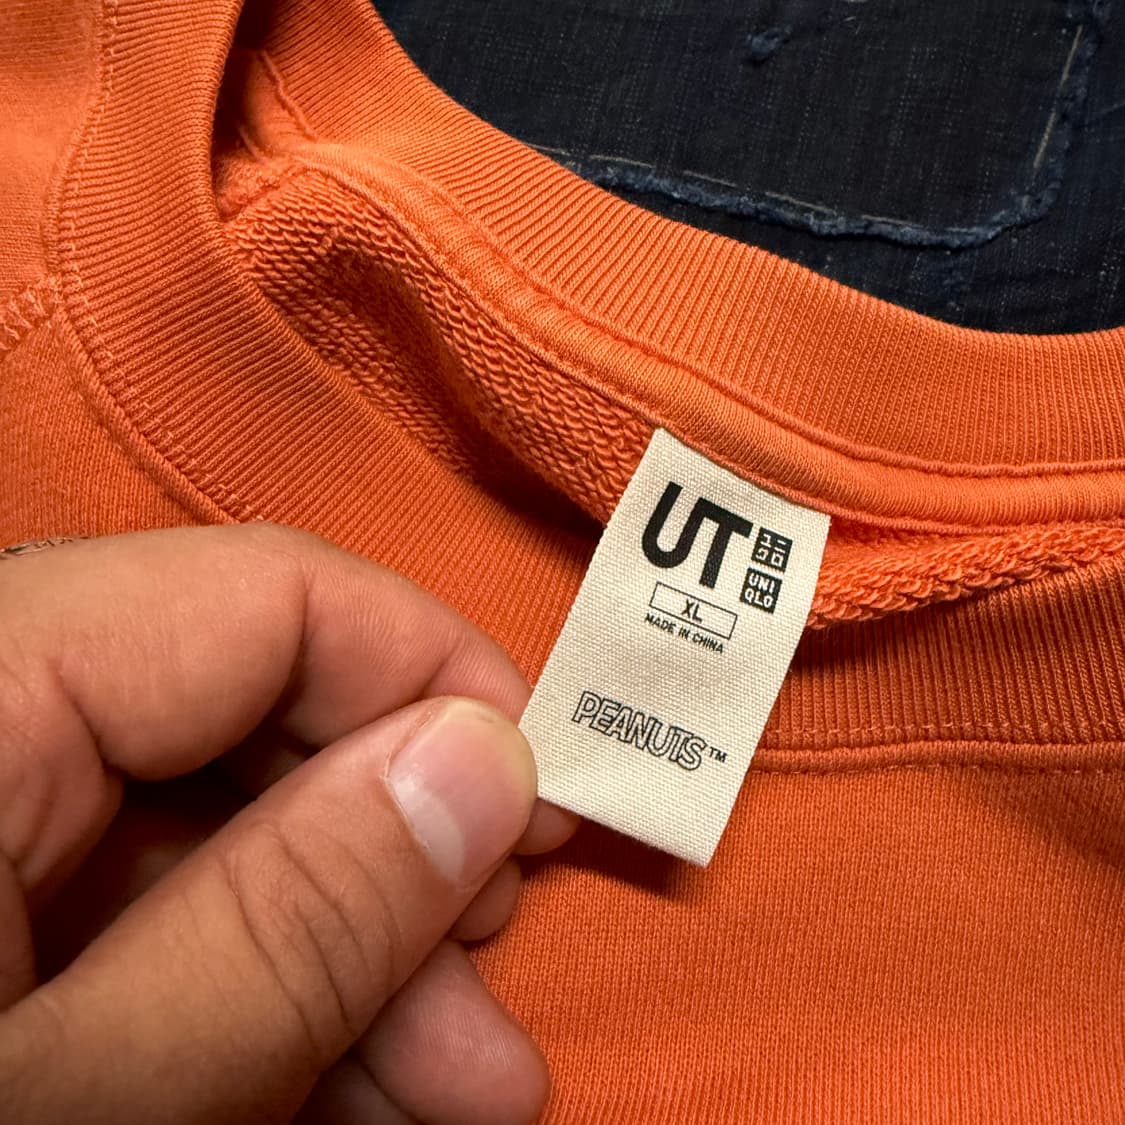 UT
ユニ
クロ
UNI
QLO
XL
MADE IN CHINA
PEANUTS™